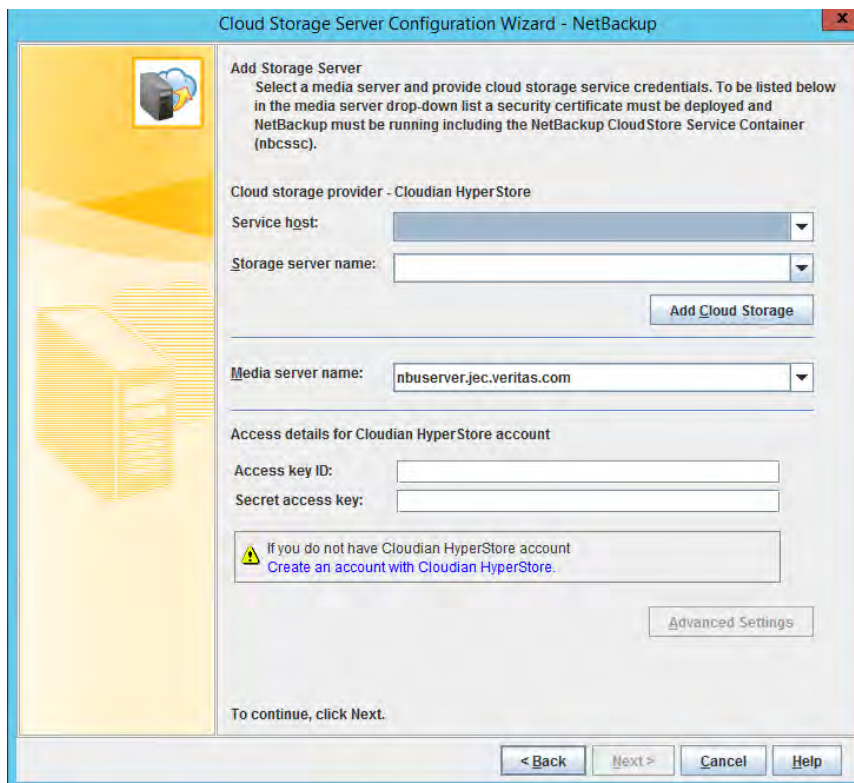 Cloud Storage Server Configuration Wizard - NetBackup
x
Add Storage Server
Select a media server and provide cloud storage service credentials. To be listed below
in the media server drop-down list a security certificate must be deployed and
NetBackup must be running including the NetBackup CloudStore Service Container
(nbcssc).
Cloud storage provider - Cloudian HyperStore
Service host:
Storage server name:
Add Cloud Storage
Media server name:
nbuserver.jec.veritas.com
Access details for Cloudian HyperStore account
Access key ID:
Secret access key:
If you do not have Cloudian HyperStore account
Create an account with Cloudian HyperStore.
Advanced Settings
To continue, click Next.
< Back
Next >
Cancel
Help